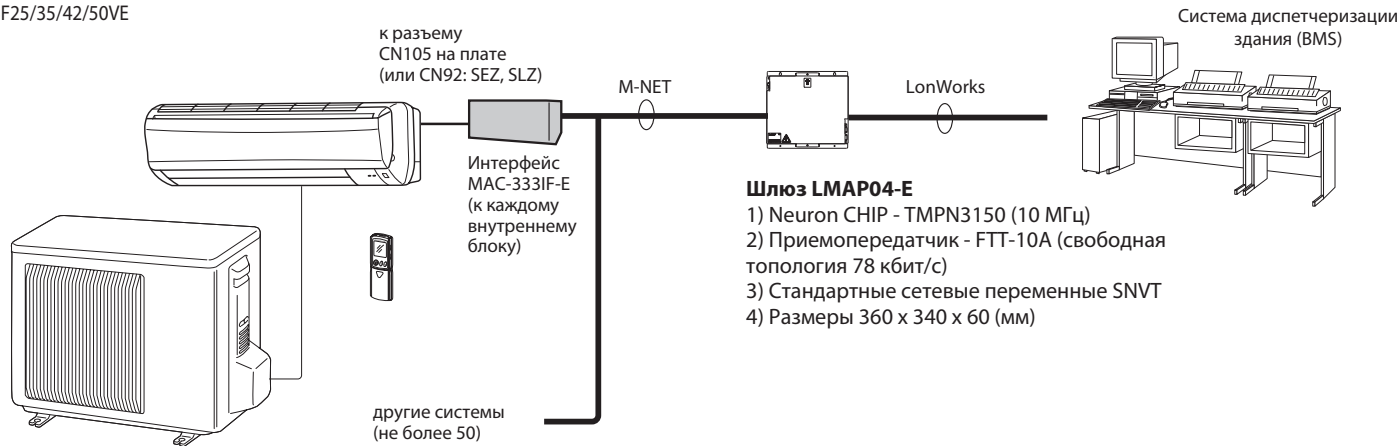 F25/35/42/50VE
к разъему
CN105 на плате
(или CN92: SEZ, SLZ)
M-NET
LonWorks
Система диспетчеризации
здания (BMS)
Интерфейс
MAC-333IF-E
(к каждому
внутреннему
блоку)
Шлюз LMAP04-E
1) Neuron CHIP - TMPN3150 (10 МГц)
2) Приемопередатчик - FTT-10A (свободная
топология 78 кбит/с)
3) Стандартные сетевые переменные SNVT
4) Размеры 360 x 340 x 60 (мм)
другие системы
(не более 50)